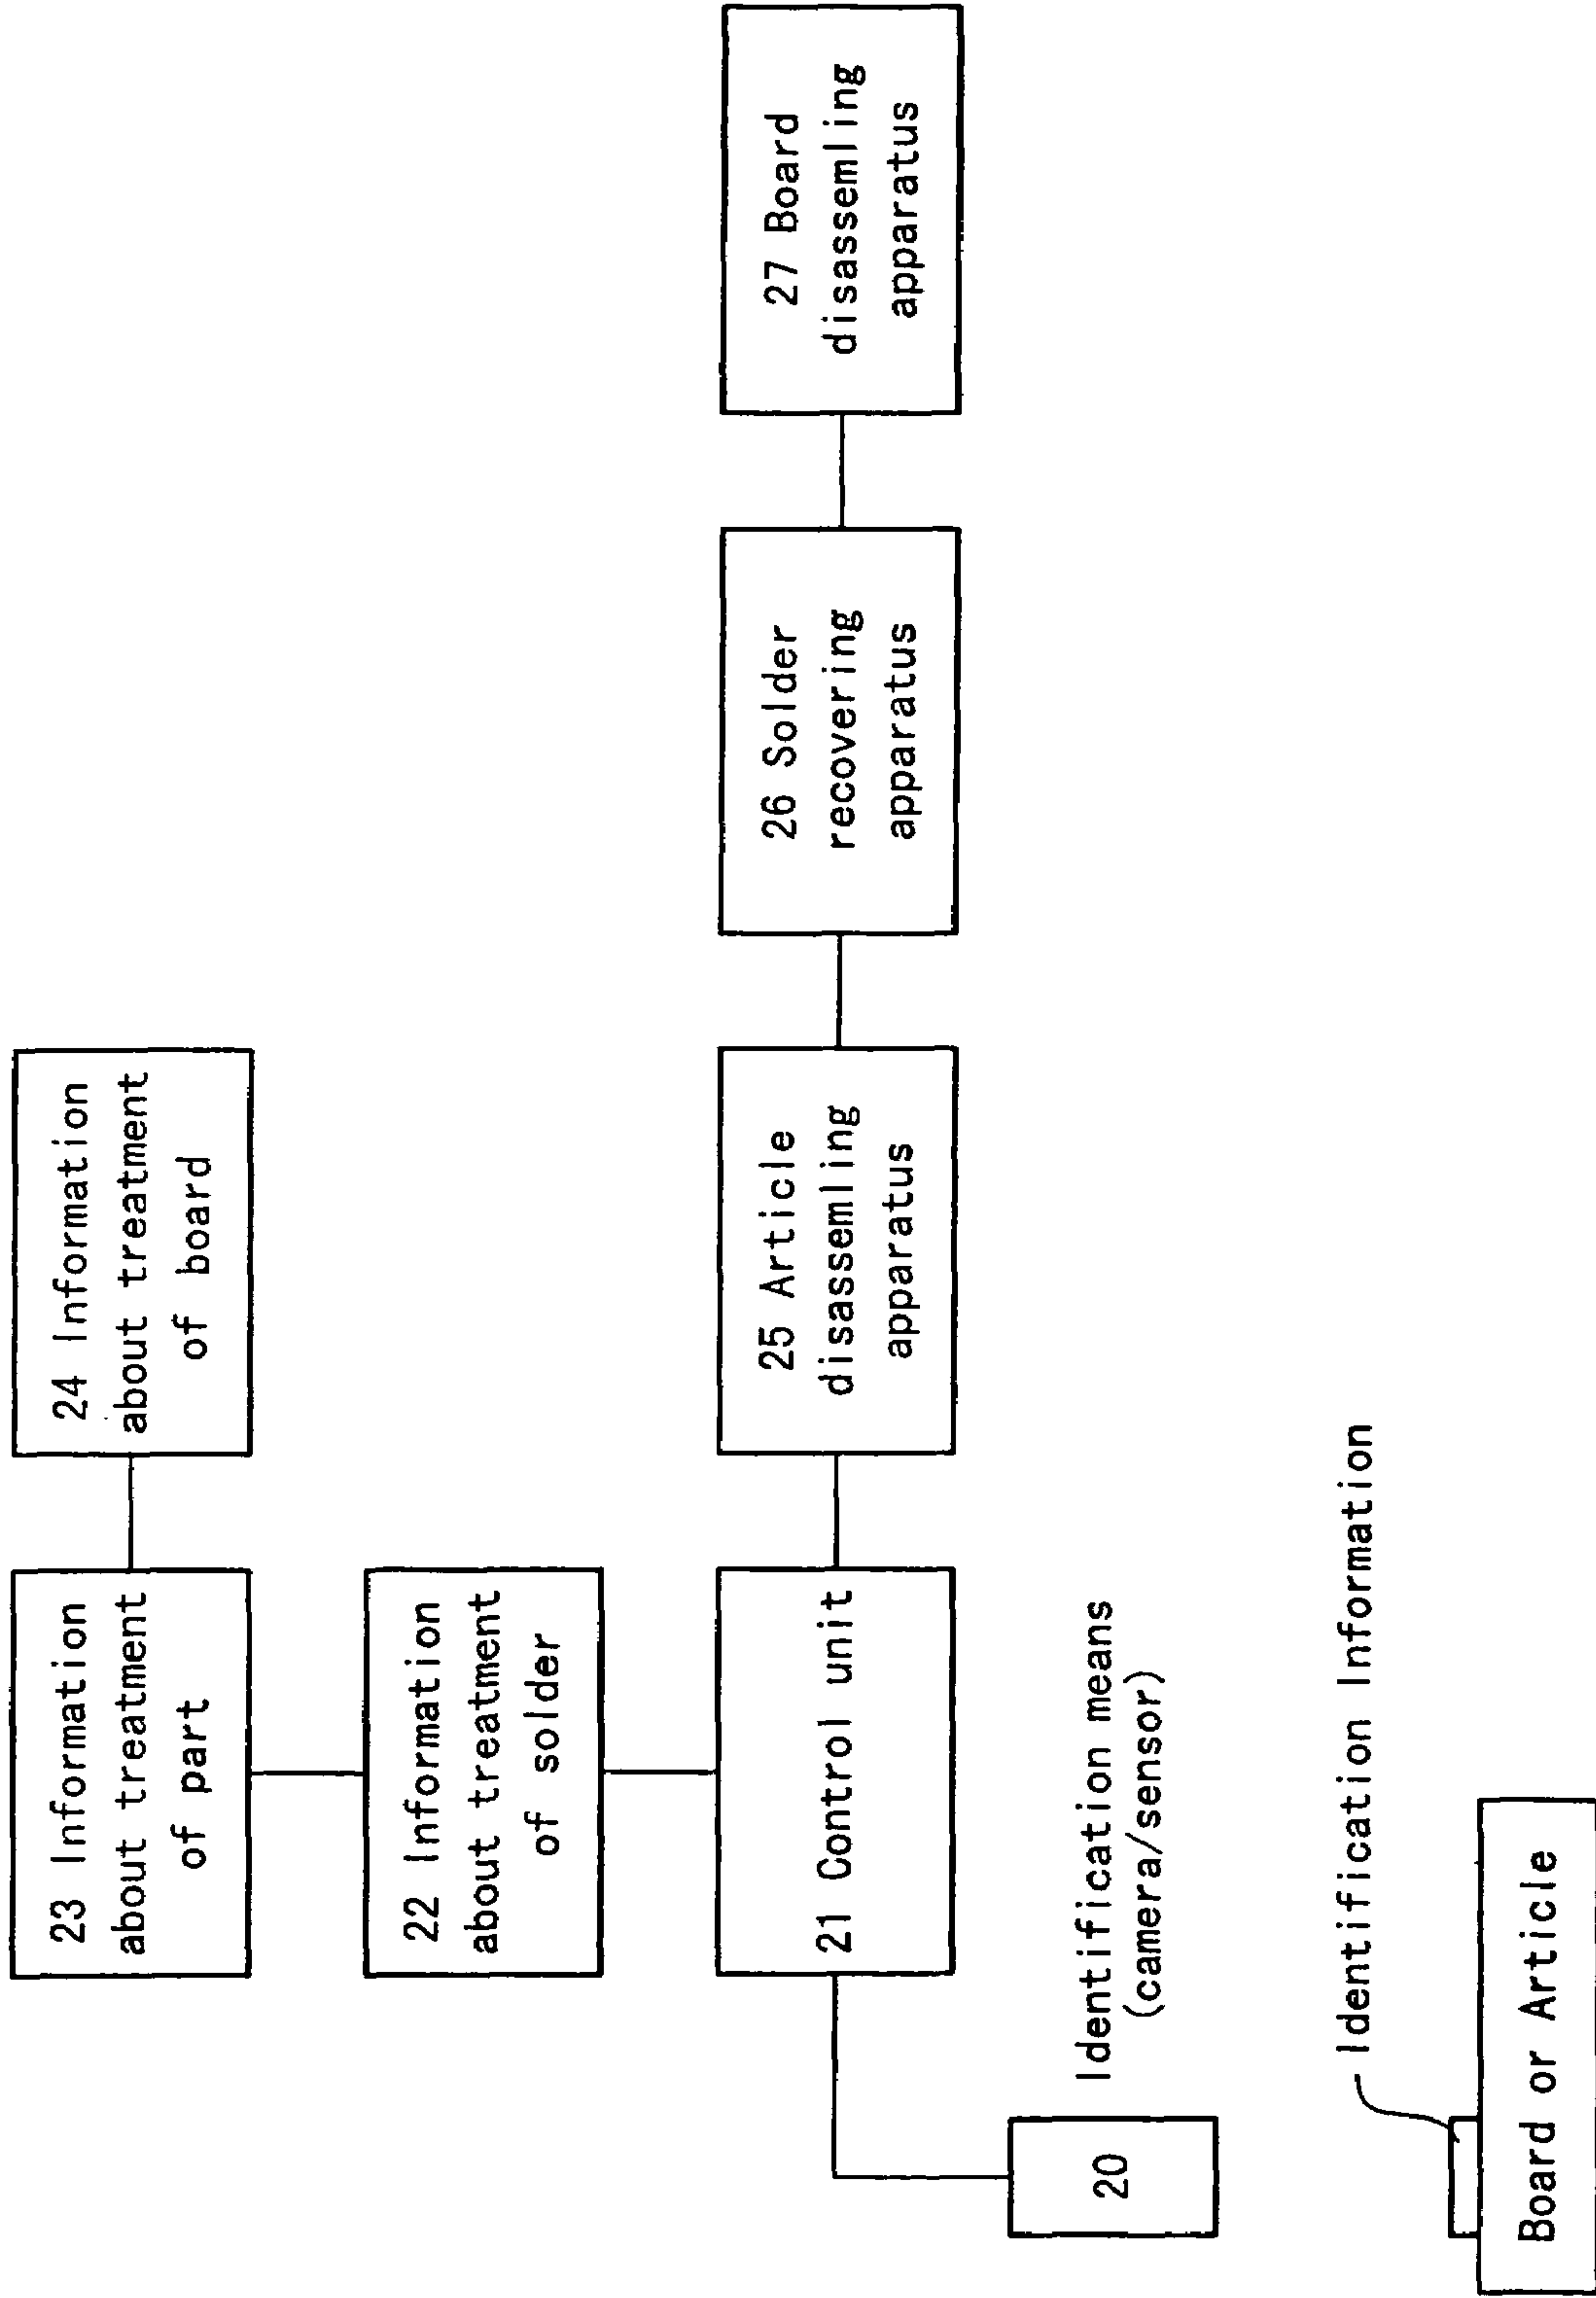 23 Information
about treatment
of part
24 Information
about treatment
of board
22 Information
about treatment
of solder
21 Control unit
25 Article
disassemling
apparatus
26 Solder
recovering
apparatus
27 Board
disassemling
apparatus
20
Identification means
(camera/sensor)
Identification Information
Board or Article